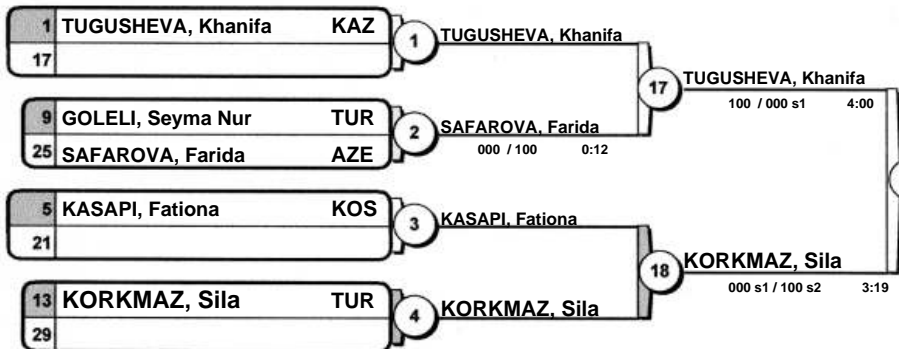 1 TUGUSHEVA, Khanifa KAZ
17
1 TUGUSHEVA, Khanifa
9 GOLELI, Seyma Nur TUR
25 SAFAROVA, Farida AZE
2 SAFAROVA, Farida
000 / 100 0:12
17 TUGUSHEVA, Khanifa
100 / 000 s1 4:00
5 KASAPI, Fationa KOS
21
3 KASAPI, Fationa
13 KORKMAZ, Sila TUR
29
4 KORKMAZ, Sila
18 KORKMAZ, Sila
000 s1 / 100 s2 3:19